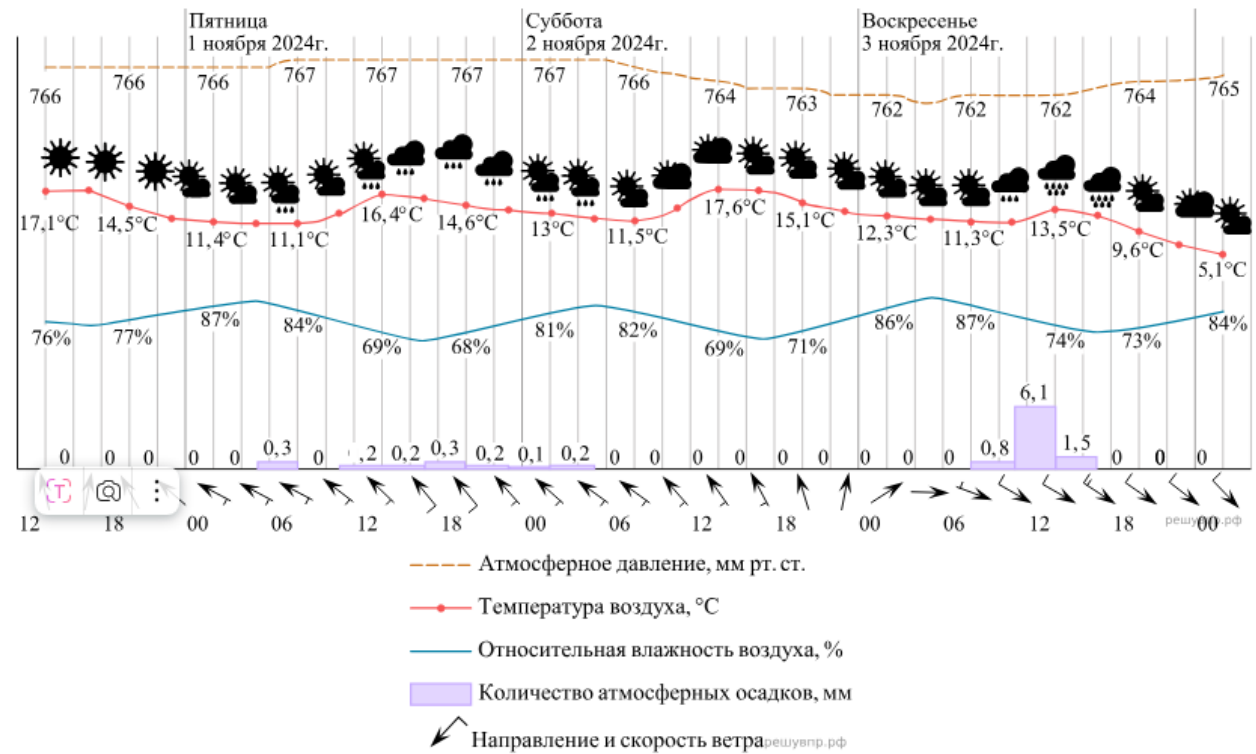 Пятница Суббота Воскресенье
1 ноября 2024г. 2 ноября 2024г. 3 ноября 2024г.
766 766 766 767 767 767 767 766 764 763 762 762 762 764 765
17,1°C 14,5°C 11,4°C 11,1°C 16,4°C 14,6°C 13°C 11,5°C 17,6°C 15,1°C 12,3°C 11,3°C 13,5°C 9,6°C 5,1°C
76% 77% 87% 84% 69% 68% 81% 82% 69% 71% 86% 87% 74% 73% 84%
0 0 0 0 0 0,3 0 ,2 0,2 0,3 0,2 0,1 0,2 0 0 0 0 0 0 0 0 0 0,8 6,1 1,5 0 0 0
T
12 18 00 06 12 18 00 06 12 18 00 06 12 18 00
решувпр.рф
Атмосферное давление, мм рт. ст.
Температура воздуха, °C
Относительная влажность воздуха, %
Количество атмосферных осадков, мм
Направление и скорость ветра
решувпр.рф